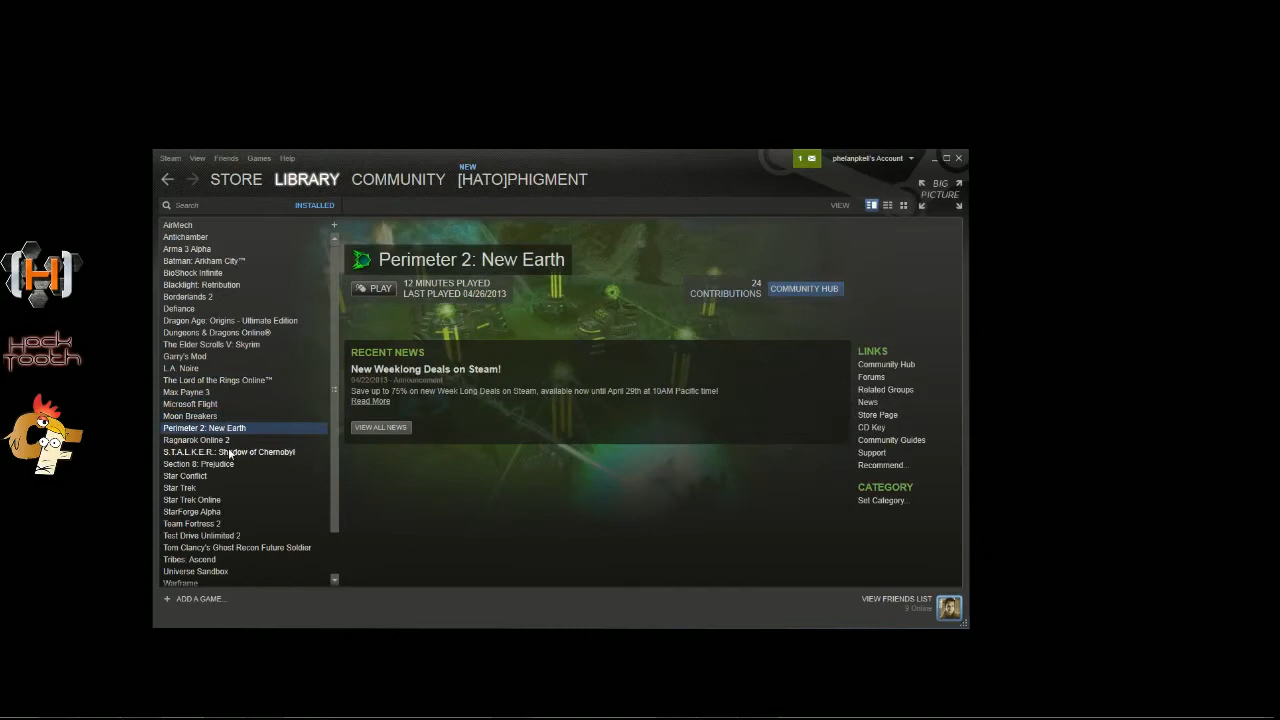 Steam View Friends Games Help
1
phelanpkell's Account
NEW
STORE LIBRARY COMMUNITY [HATO]PHIGMENT
BIG
PICTURE
Search INSTALLED VIEW
AirMech
Antichamber
Arma 3 Alpha
Batman: Arkham City™
BioShock Infinite
Blacklight: Retribution
Borderlands 2
Defiance
Dragon Age: Origins - Ultimate Edition
Dungeons & Dragons Online®
The Elder Scrolls V: Skyrim
Garry's Mod
L.A. Noire
The Lord of the Rings Online™
Max Payne 3
Microsoft Flight
Moon Breakers
Perimeter 2: New Earth
Ragnarok Online 2
S.T.A.L.K.E.R.: Shadow of Chernobyl
Section 8: Prejudice
Star Conflict
Star Trek
Star Trek Online
StarForge Alpha
Team Fortress 2
Test Drive Unlimited 2
Tom Clancy's Ghost Recon Future Soldier
Tribes: Ascend
Universe Sandbox
Warframe
+ ADD A GAME...
Perimeter 2: New Earth
PLAY
12 MINUTES PLAYED
LAST PLAYED 04/26/2013
24
CONTRIBUTIONS
COMMUNITY HUB
RECENT NEWS
New Weeklong Deals on Steam!
04/22/2013 - Announcement
Save up to 75% on new Week Long Deals on Steam, available now until April 29th at 10AM Pacific time!
Read More
VIEW ALL NEWS
LINKS
Community Hub
Forums
Related Groups
News
Store Page
CD Key
Community Guides
Support
Recommend...
CATEGORY
Set Category...
VIEW FRIENDS LIST
9 Online
H
Hock
Tooth